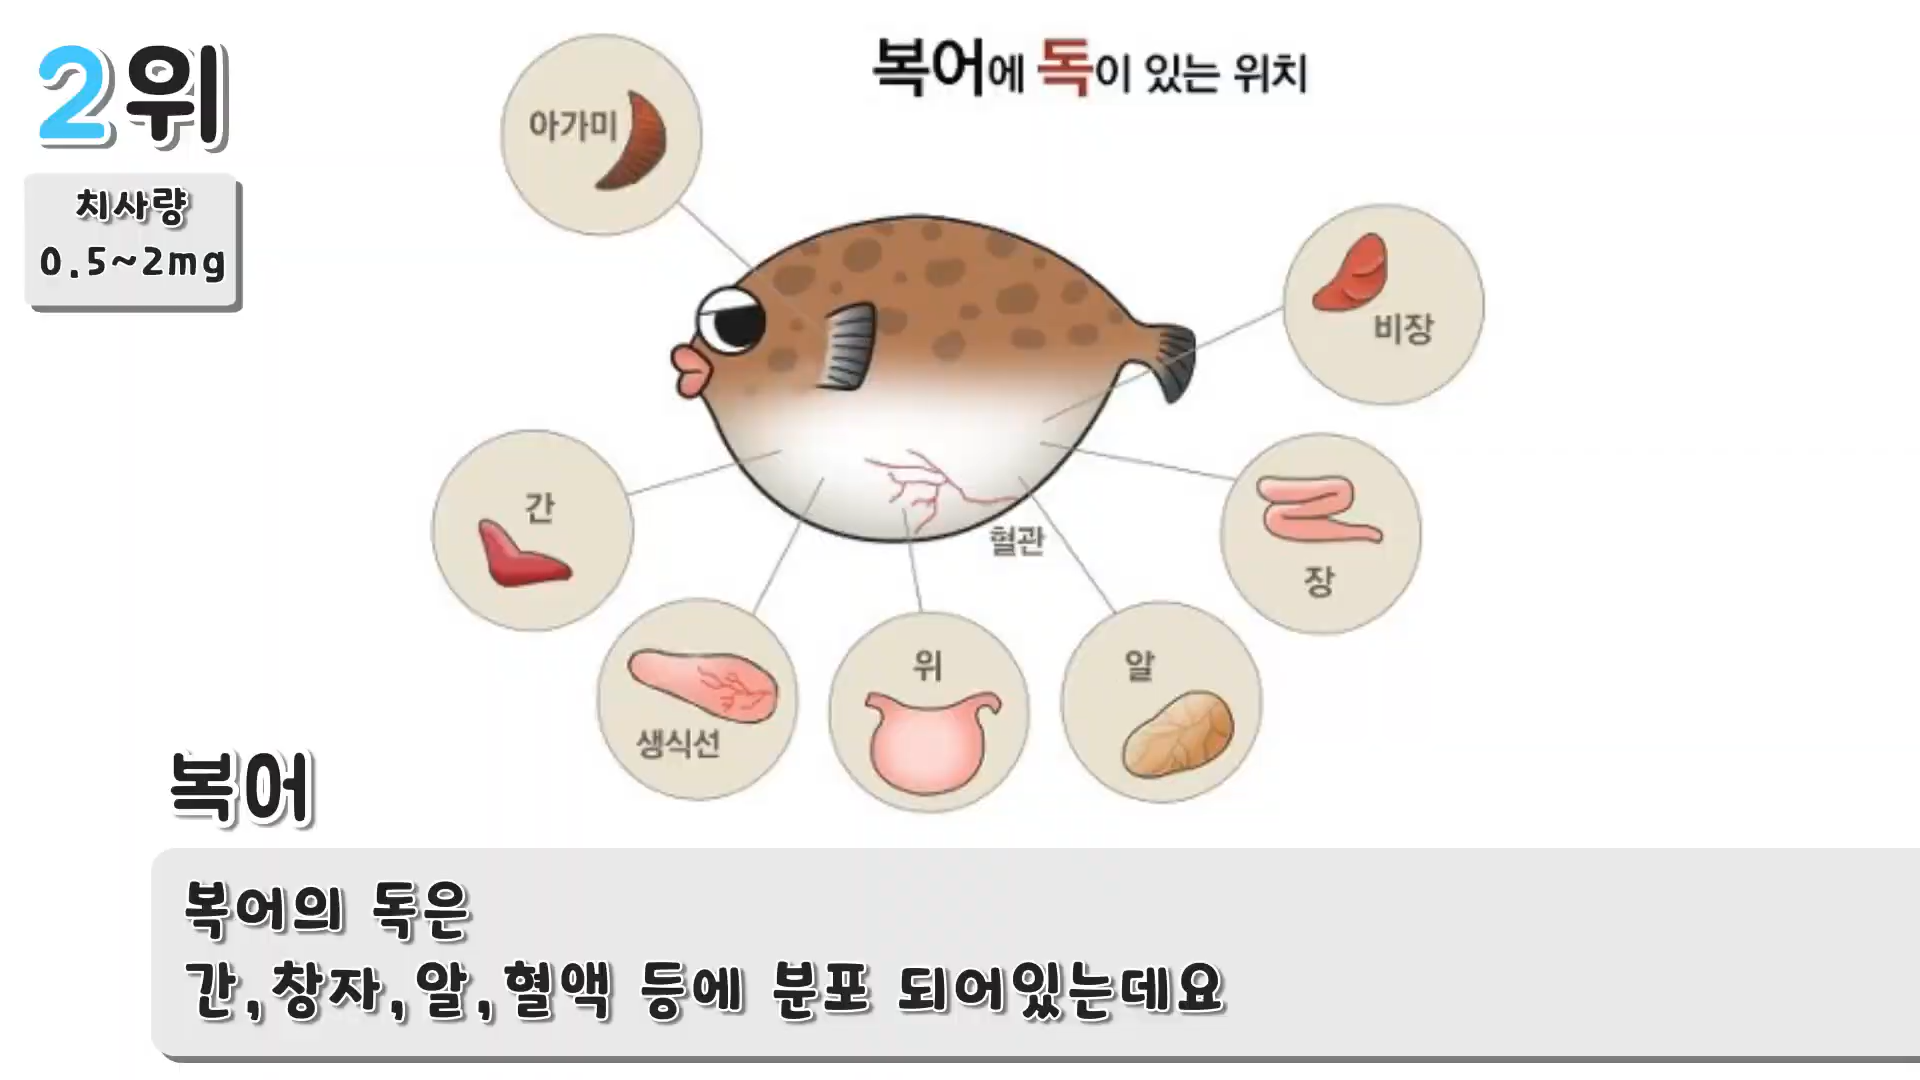 2위
치사량
0.5~2mg
복어에 독이 있는 위치
아가미
비장
간
혈관
장
생식선
위
알
복어
복어의 독은
간,창자,알,혈액 등에 분포 되어있는데요